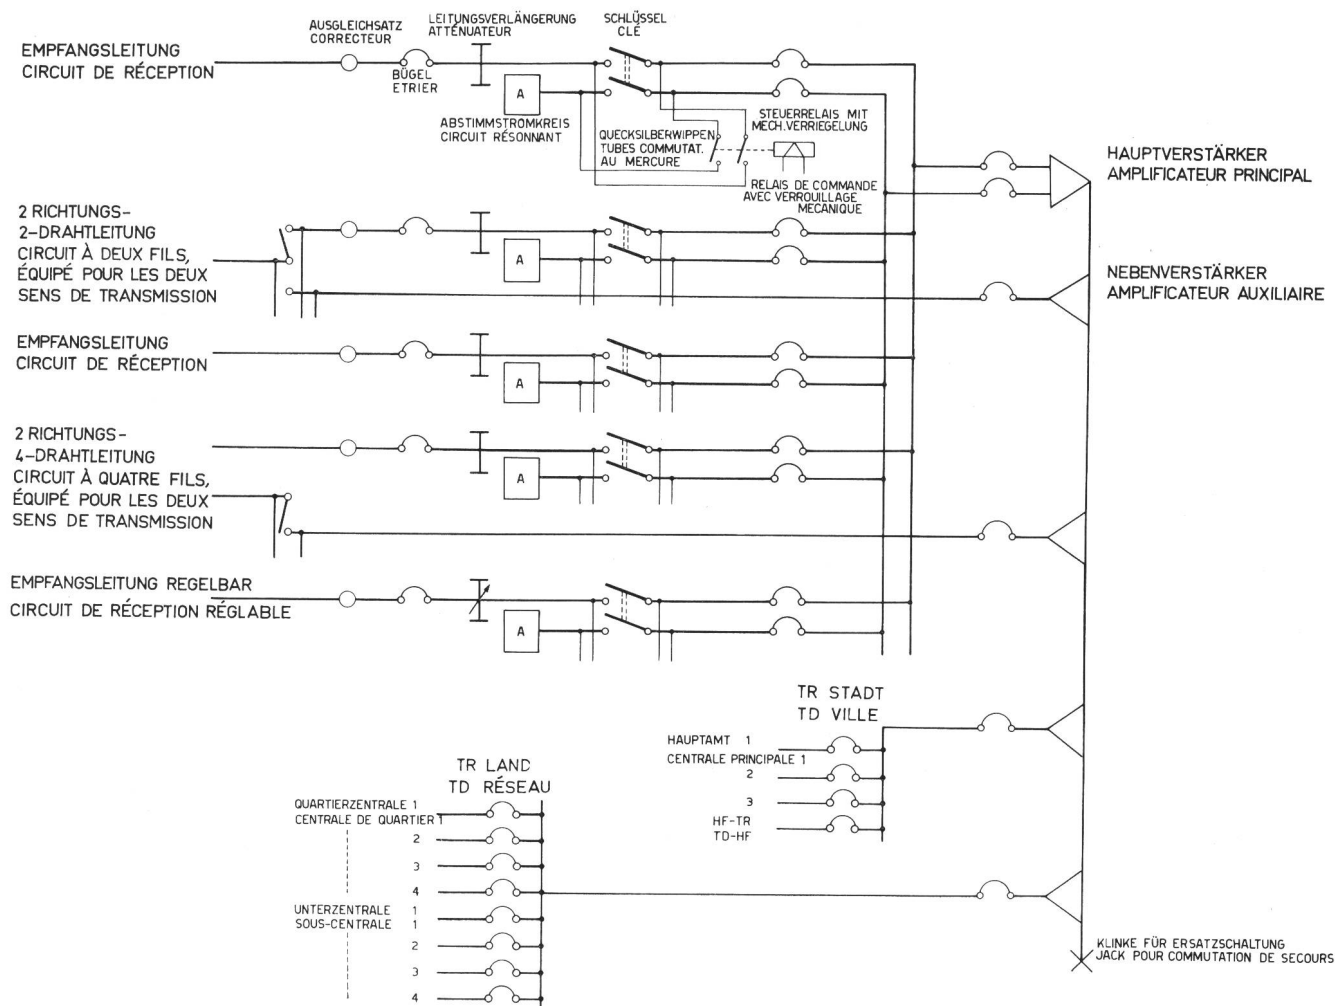 AUSGLEICHSATZ
CORRECTEUR
LEITUNGSVERLÄNGERUNG
ATTÉNUATEUR
SCHLÜSSEL
CLÉ
EMPFANGSLEITUNG
CIRCUIT DE RÉCEPTION
BÜGEL
ETRIER
A
ABSTIMMSTROMKREIS
CIRCUIT RÉSONNANT
STEUERRELAIS MIT
MECH.VERRIEGELUNG
QUECKSILBERWIPPEN
TUBES COMMUTAT.
AU MERCURE
RELAIS DE COMMANDE
AVEC VERROUILLAGE
MECANIQUE
HAUPTVERSTÄRKER
AMPLIFICATEUR PRINCIPAL
2 RICHTUNGS-
2-DRAHTLEITUNG
CIRCUIT À DEUX FILS,
ÉQUIPÉ POUR LES DEUX
SENS DE TRANSMISSION
A
NEBENVERSTÄRKER
AMPLIFICATEUR AUXILIAIRE
EMPFANGSLEITUNG
CIRCUIT DE RÉCEPTION
A
2 RICHTUNGS-
4-DRAHTLEITUNG
CIRCUIT À QUATRE FILS,
ÉQUIPÉ POUR LES DEUX
SENS DE TRANSMISSION
A
EMPFANGSLEITUNG REGELBAR
CIRCUIT DE RÉCEPTION RÉGLABLE
A
TR STADT
TD VILLE
HAUPTAMT 1
CENTRALE PRINCIPALE 1
2
3
HF-TR
TD-HF
TR LAND
TD RÉSEAU
QUARTIERZENTRALE 1
CENTRALE DE QUARTIER 1
2
3
4
UNTERZENTRALE 1
SOUS-CENTRALE 1
2
3
4
KLINKE FÜR ERSATZSCHALTUNG
JACK POUR COMMUTATION DE SECOURS